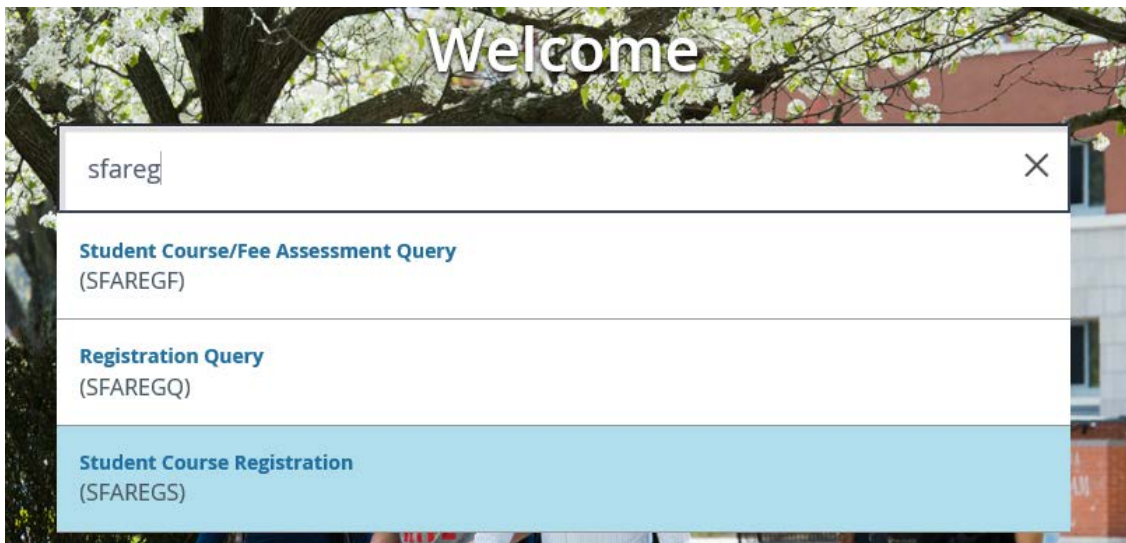 Welcome
sfareg
Student Course/Fee Assessment Query
(SFAREGF)
Registration Query
(SFAREGQ)
Student Course Registration
(SFAREGS)